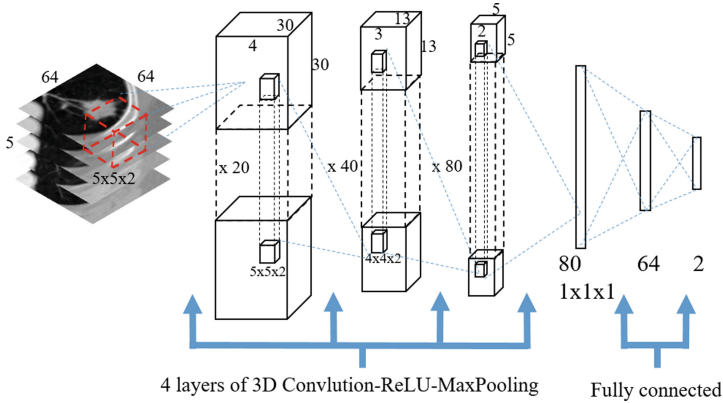 64
64
5
5x5x2
30
4
30
x 20
5x5x2
13
3
13
x 40
4x4x2
5
2
5
x 80
80
1x1x1
64
2
4 layers of 3D Convlution-ReLU-MaxPooling
Fully connected